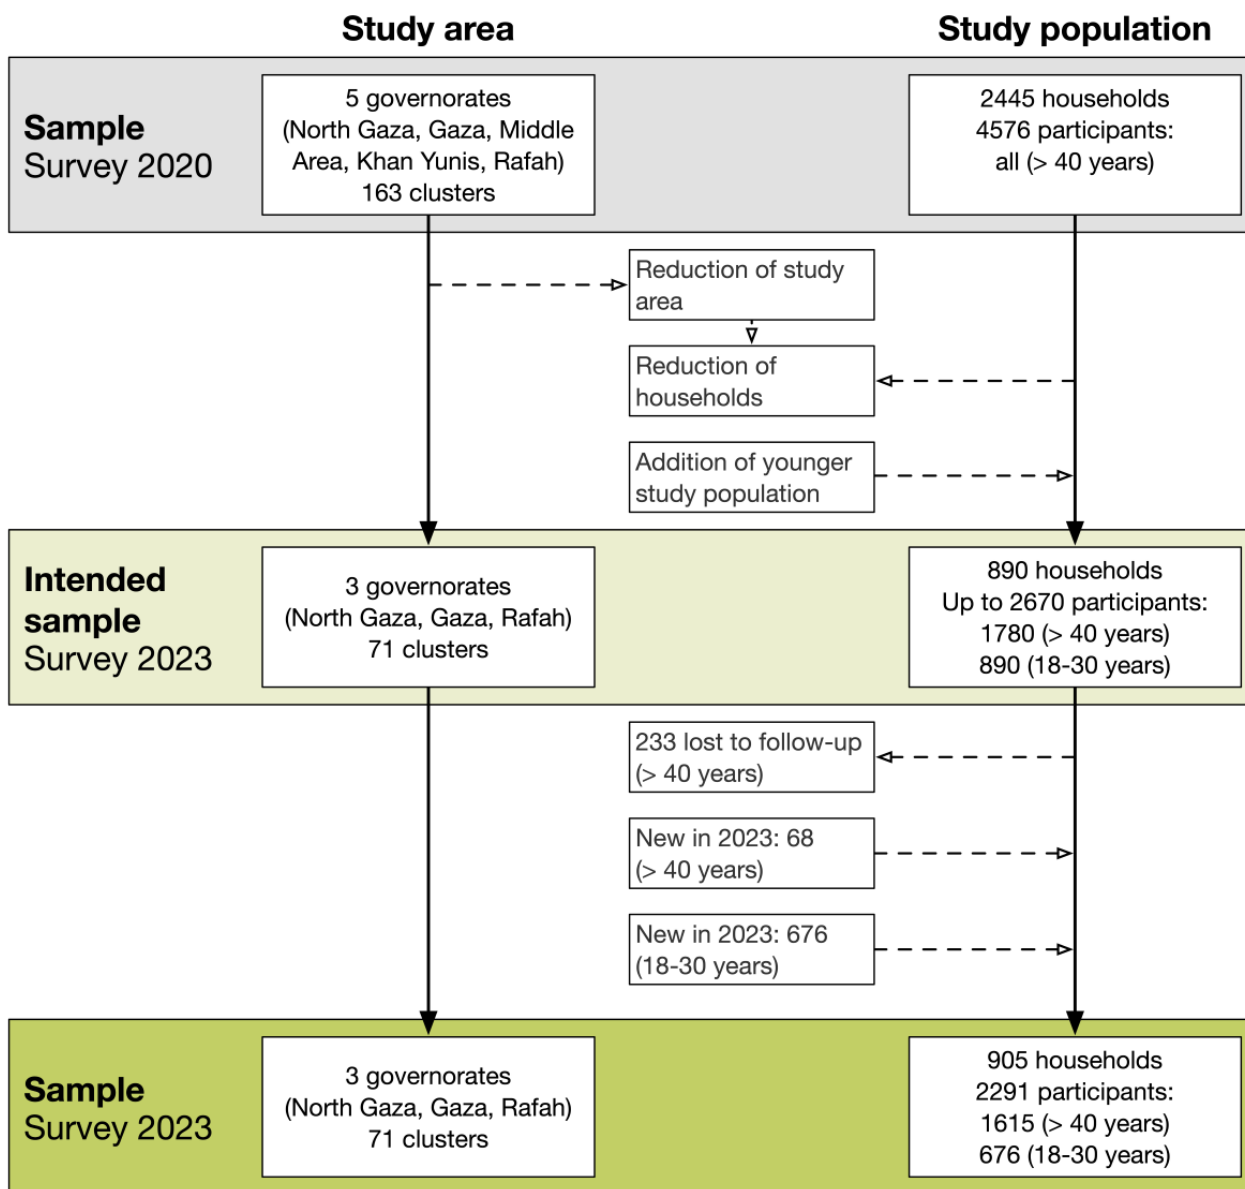 Study area
Study population
Sample
Survey 2020
5 governorates
(North Gaza, Gaza, Middle
Area, Khan Yunis, Rafah)
163 clusters
2445 households
4576 participants:
all (> 40 years)
Reduction of study
area
Reduction of
households
Addition of younger
study population
Intended
sample
Survey 2023
3 governorates
(North Gaza, Gaza, Rafah)
71 clusters
890 households
Up to 2670 participants:
1780 (> 40 years)
890 (18-30 years)
233 lost to follow-up
(> 40 years)
New in 2023: 68
(> 40 years)
New in 2023: 676
(18-30 years)
Sample
Survey 2023
3 governorates
(North Gaza, Gaza, Rafah)
71 clusters
905 households
2291 participants:
1615 (> 40 years)
676 (18-30 years)